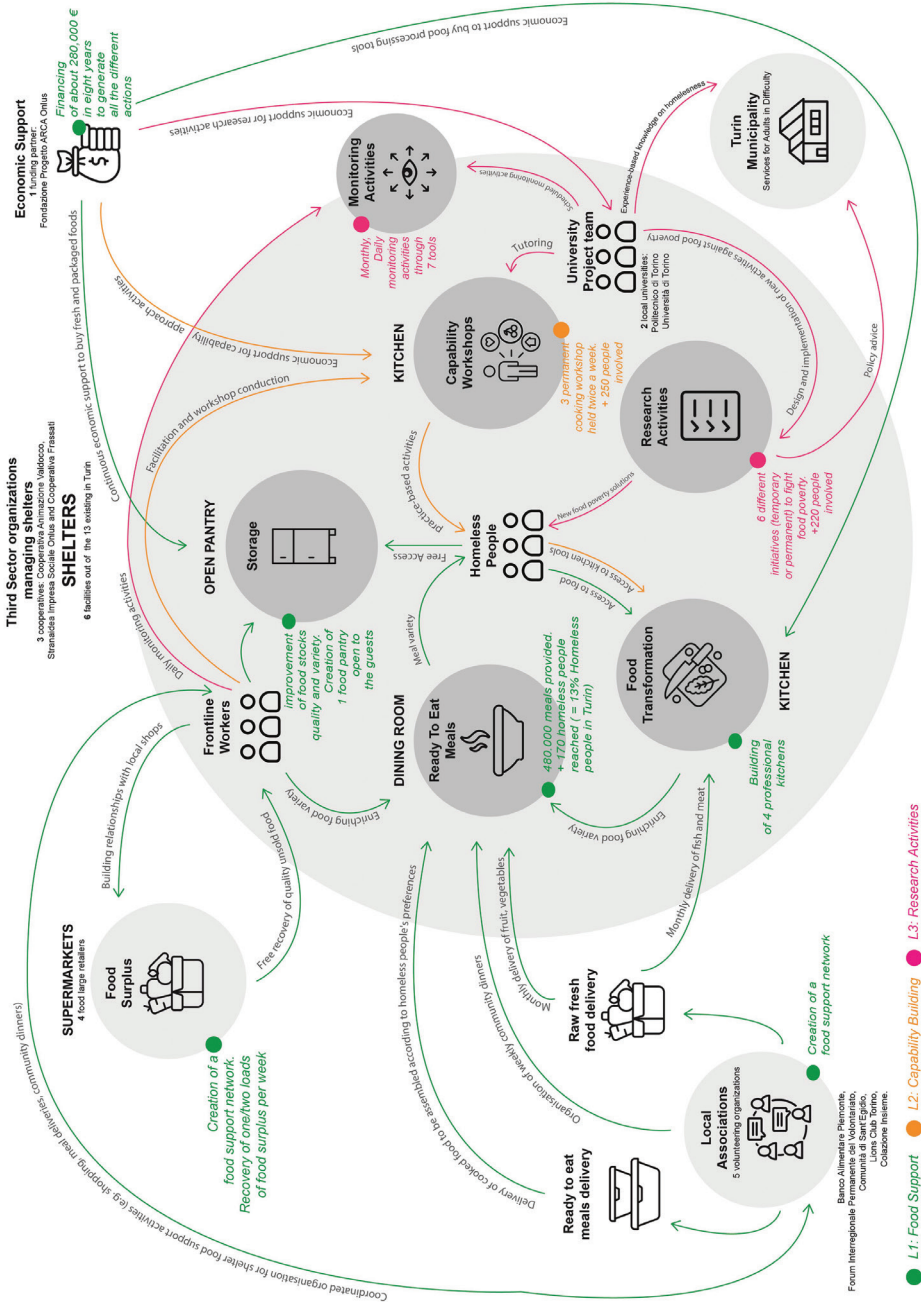 Third Sector organizations
managing shelters
3 cooperatives: Cooperativa Animazione Valdocco,
Stranaidea Impresa Sociale Onlus and Cooperativa Frassati
SHELTERS
6 facilities out of the 13 existing in Turin
Economic Support
1 funding partner:
Fondazione Progetto ARCA Onlus
Financing
of about 280,000 €
in eight years
to generate
all the different
actions
Coordinated organisation for shelter food support activities (e.g. shopping, meal deliveries, community dinners)
Building relationships with local shops
Daily monitoring activities
Facilitation and workshop conduction
Continuous economic support to buy fresh and packaged foods
Economic support for capability
approach activities
Economic support for research activities
Economic support food to buy
processing tools
SUPERMARKETS
4 food large retailers
Food
Surplus
Creation of a
food support network.
Recovery of one/two loads
of food surplus per week
Free recovery of quality unsold food
Frontline
Workers
Enriching food variety
OPEN PANTRY
Storage
improvement
of food stocks
quality and variety.
Creation of
1 food pantry
open to
the guests
KITCHEN
Capability
Workshops
3 permanent
cooking workshop
held twice a week.
+ 250 people
involved
Monitoring
Activities
Monthly,
Daily
monitoring
activities
through
7 tools
Scheduled monitoring activities
Tutoring
University
Project team
2 local universities:
Politecnico di Torino
Università di Torino
Experience-based knowledge on homelesness
Turin
Municipality
Services for Adults in Difficulty
DINING ROOM
Ready To Eat
Meals
480.000 meals provided.
+ 170 homeless people
reached ( = 13% Homeless
people in Turin)
Meal variety
Free Access
practice-based activities
Homeless
People
Access to food
Access to kitchen tools
New food poverty solutions
Research
Activities
Design and implementation of new activities against food poverty
6 different
initiatives (temporary
or permanent) to fight
food poverty.
+220 people
involved
Policy advice
Food
Transformation
KITCHEN
Building
of 4 professional
kitchens
Enriching food variety
Delivery of cooked food to be assembled according to homeless people's preferences
Organisation of weekly community dinners
Monthly delivery of fruit, vegetables
Monthly delivery of fish and meat
Ready to eat
meals delivery
Raw fresh
food delivery
Local
Associations
5 volunteering organizations
Creation of a
food support network
Banco Alimentare Piemonte,
Forum Interregionale Permanente del Volontariato,
Comunità di Sant'Egidio,
Lions Club Torino,
Colazione Insieme.
L1: Food Support
L2: Capability Building
L3: Research Activities